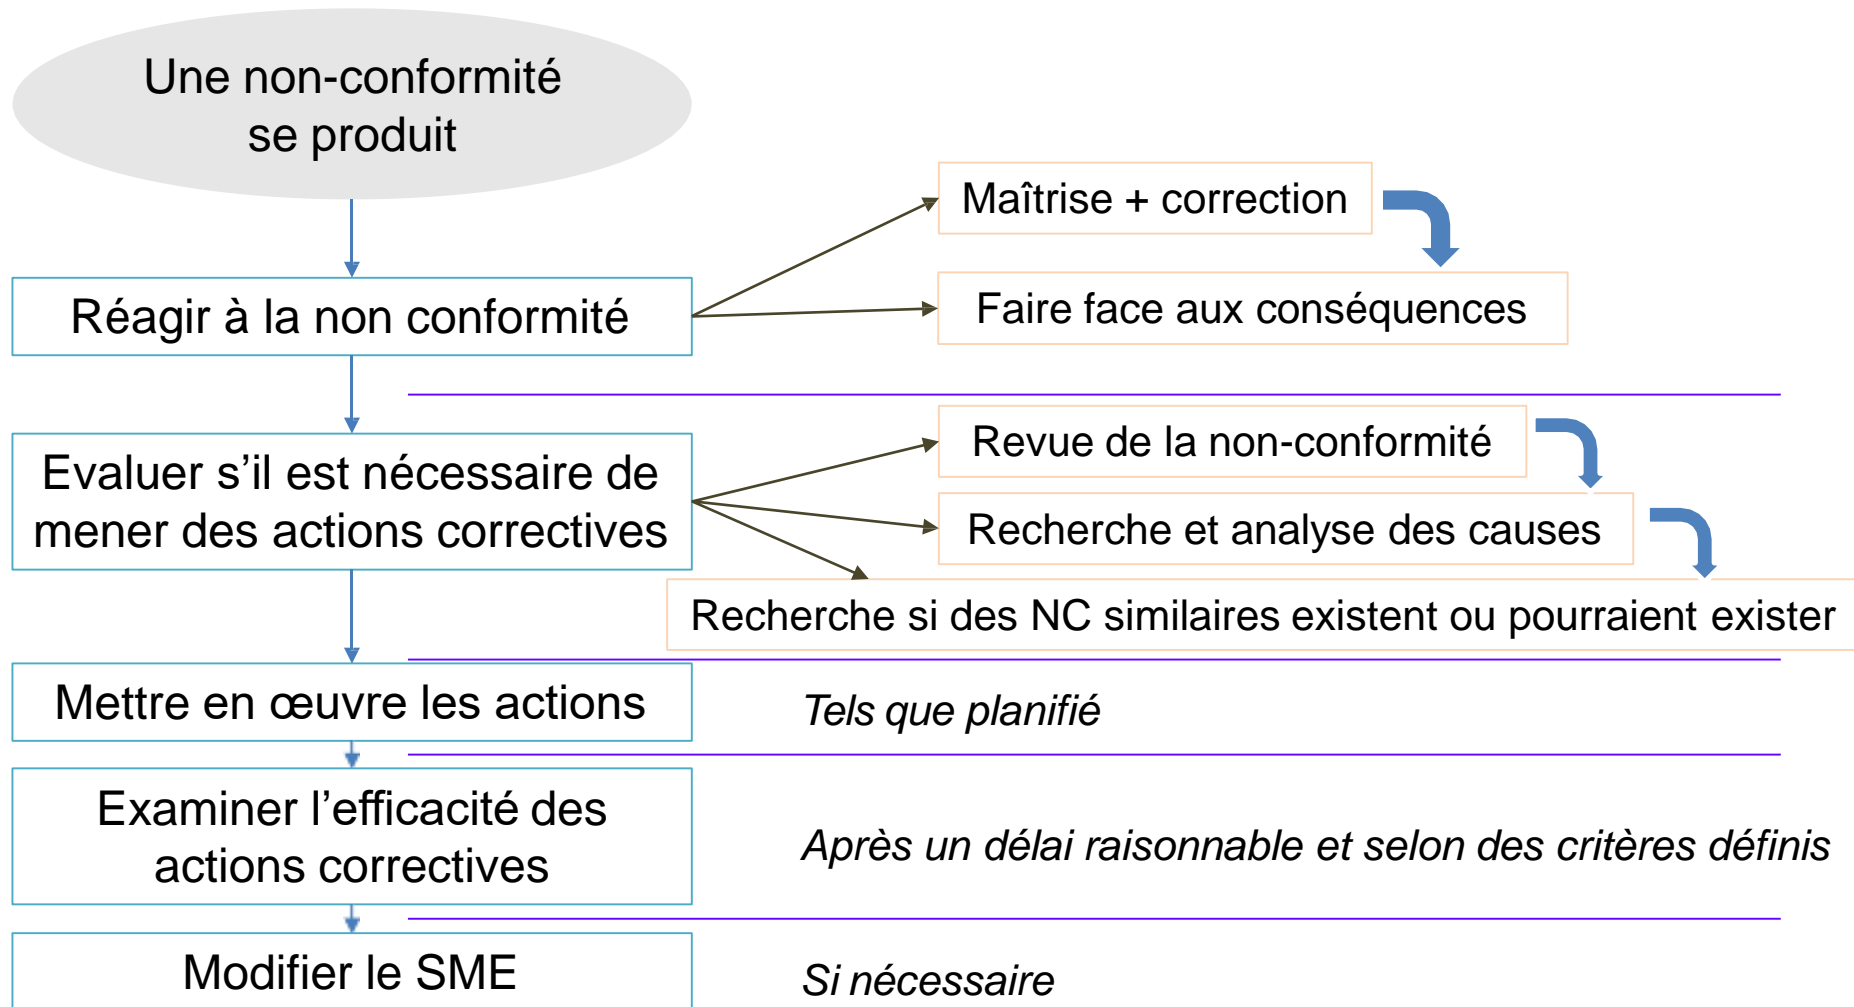 Une non-conformité
se produit
Maîtrise + correction
Réagir à la non conformité
Faire face aux conséquences
Evaluer s’il est nécessaire de
mener des actions correctives
Revue de la non-conformité
Recherche et analyse des causes
Recherche si des NC similaires existent ou pourraient exister
Mettre en œuvre les actions
Tels que planifié
Examiner l’efficacité des
actions correctives
Après un délai raisonnable et selon des critères définis
Modifier le SME
Si nécessaire